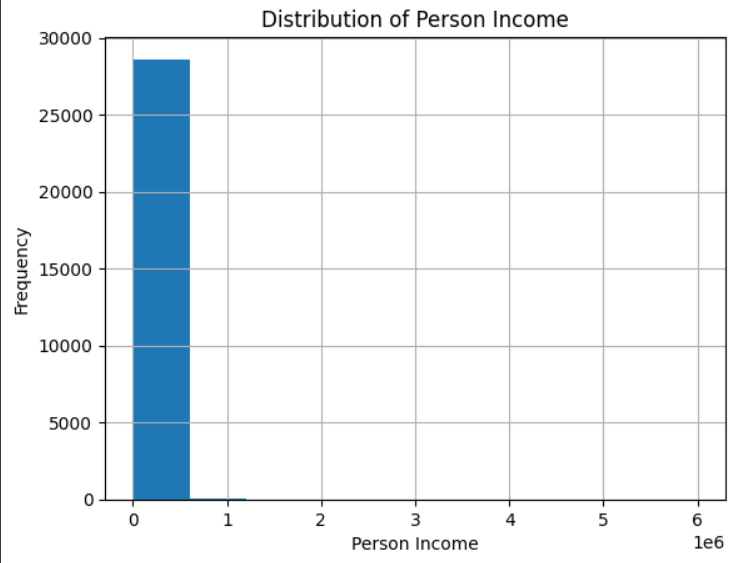 Distribution of Person Income
30000
25000
20000
15000
10000
5000
0
Frequency
0 1 2 3 4 5 6
1e6
Person Income